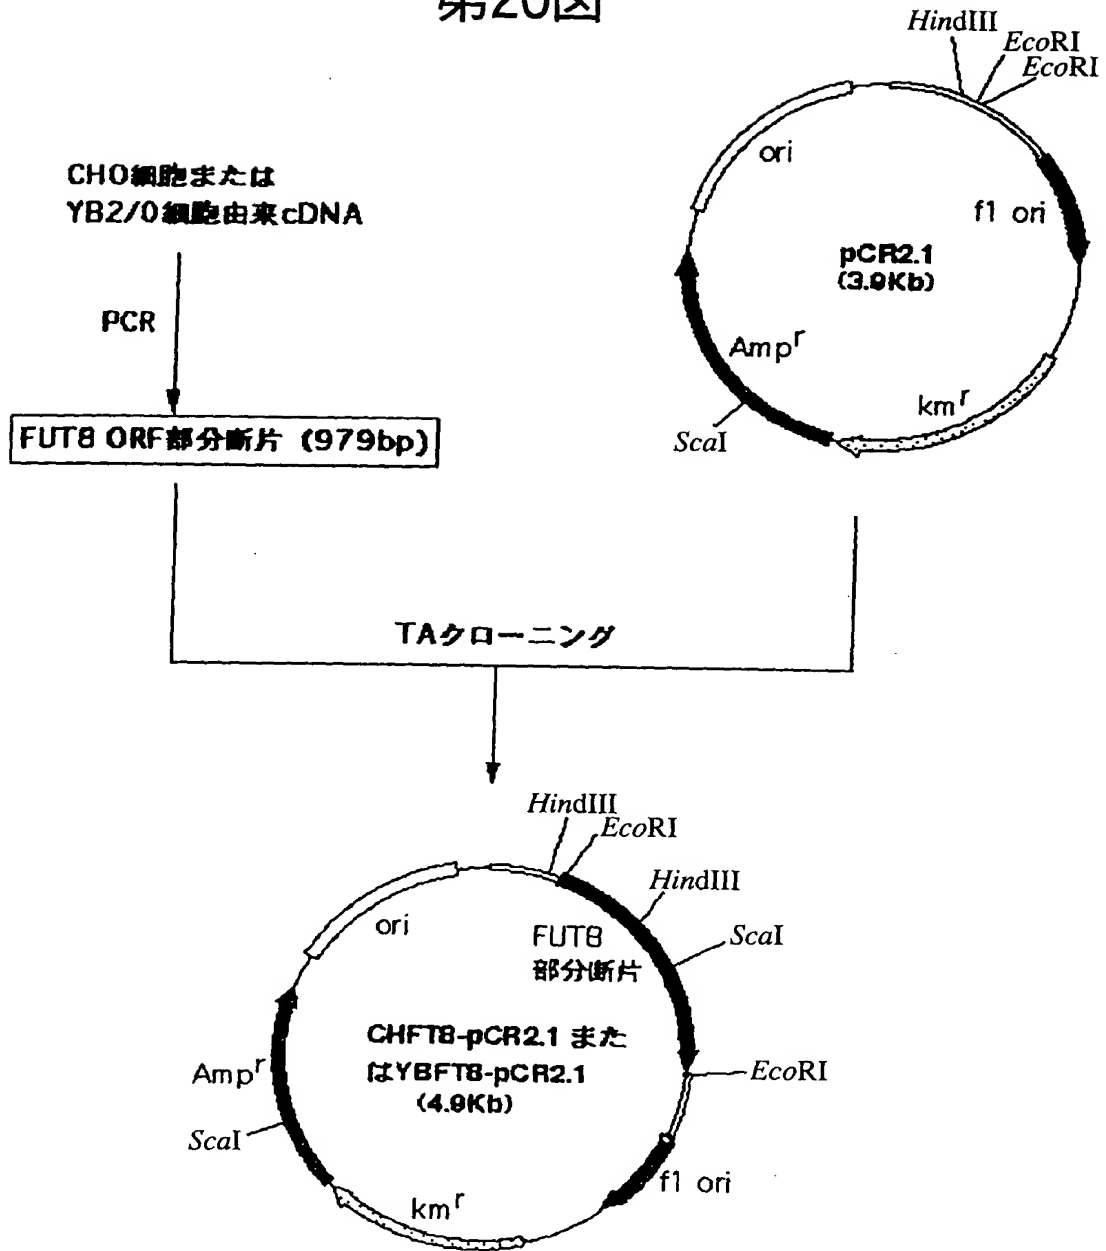 第20図
HindIII
EcoRI
EcoRI
ori
f1 ori
pCR2.1
(3.9Kb)
Ampr
kmr
ScaI
CHO細胞または
YB2/0細胞由来cDNA
PCR
FUT8 ORF部分断片 (979bp)
TAクローニング
HindIII
EcoRI
HindIII
ScaI
FUT8
部分断片
ori
CHFT8-pCR2.1 また
はYBFT8-pCR2.1
(4.9Kb)
EcoRI
Ampr
ScaI
f1 ori
kmr